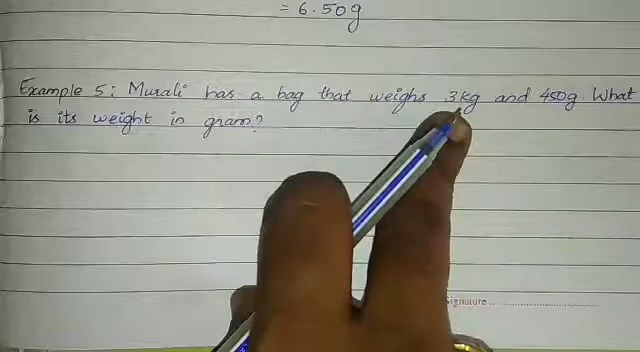 = 6.50g
Example 5: Murali has a bag that weighs 3kg and 450g. What
is its weight in gram?
Signature